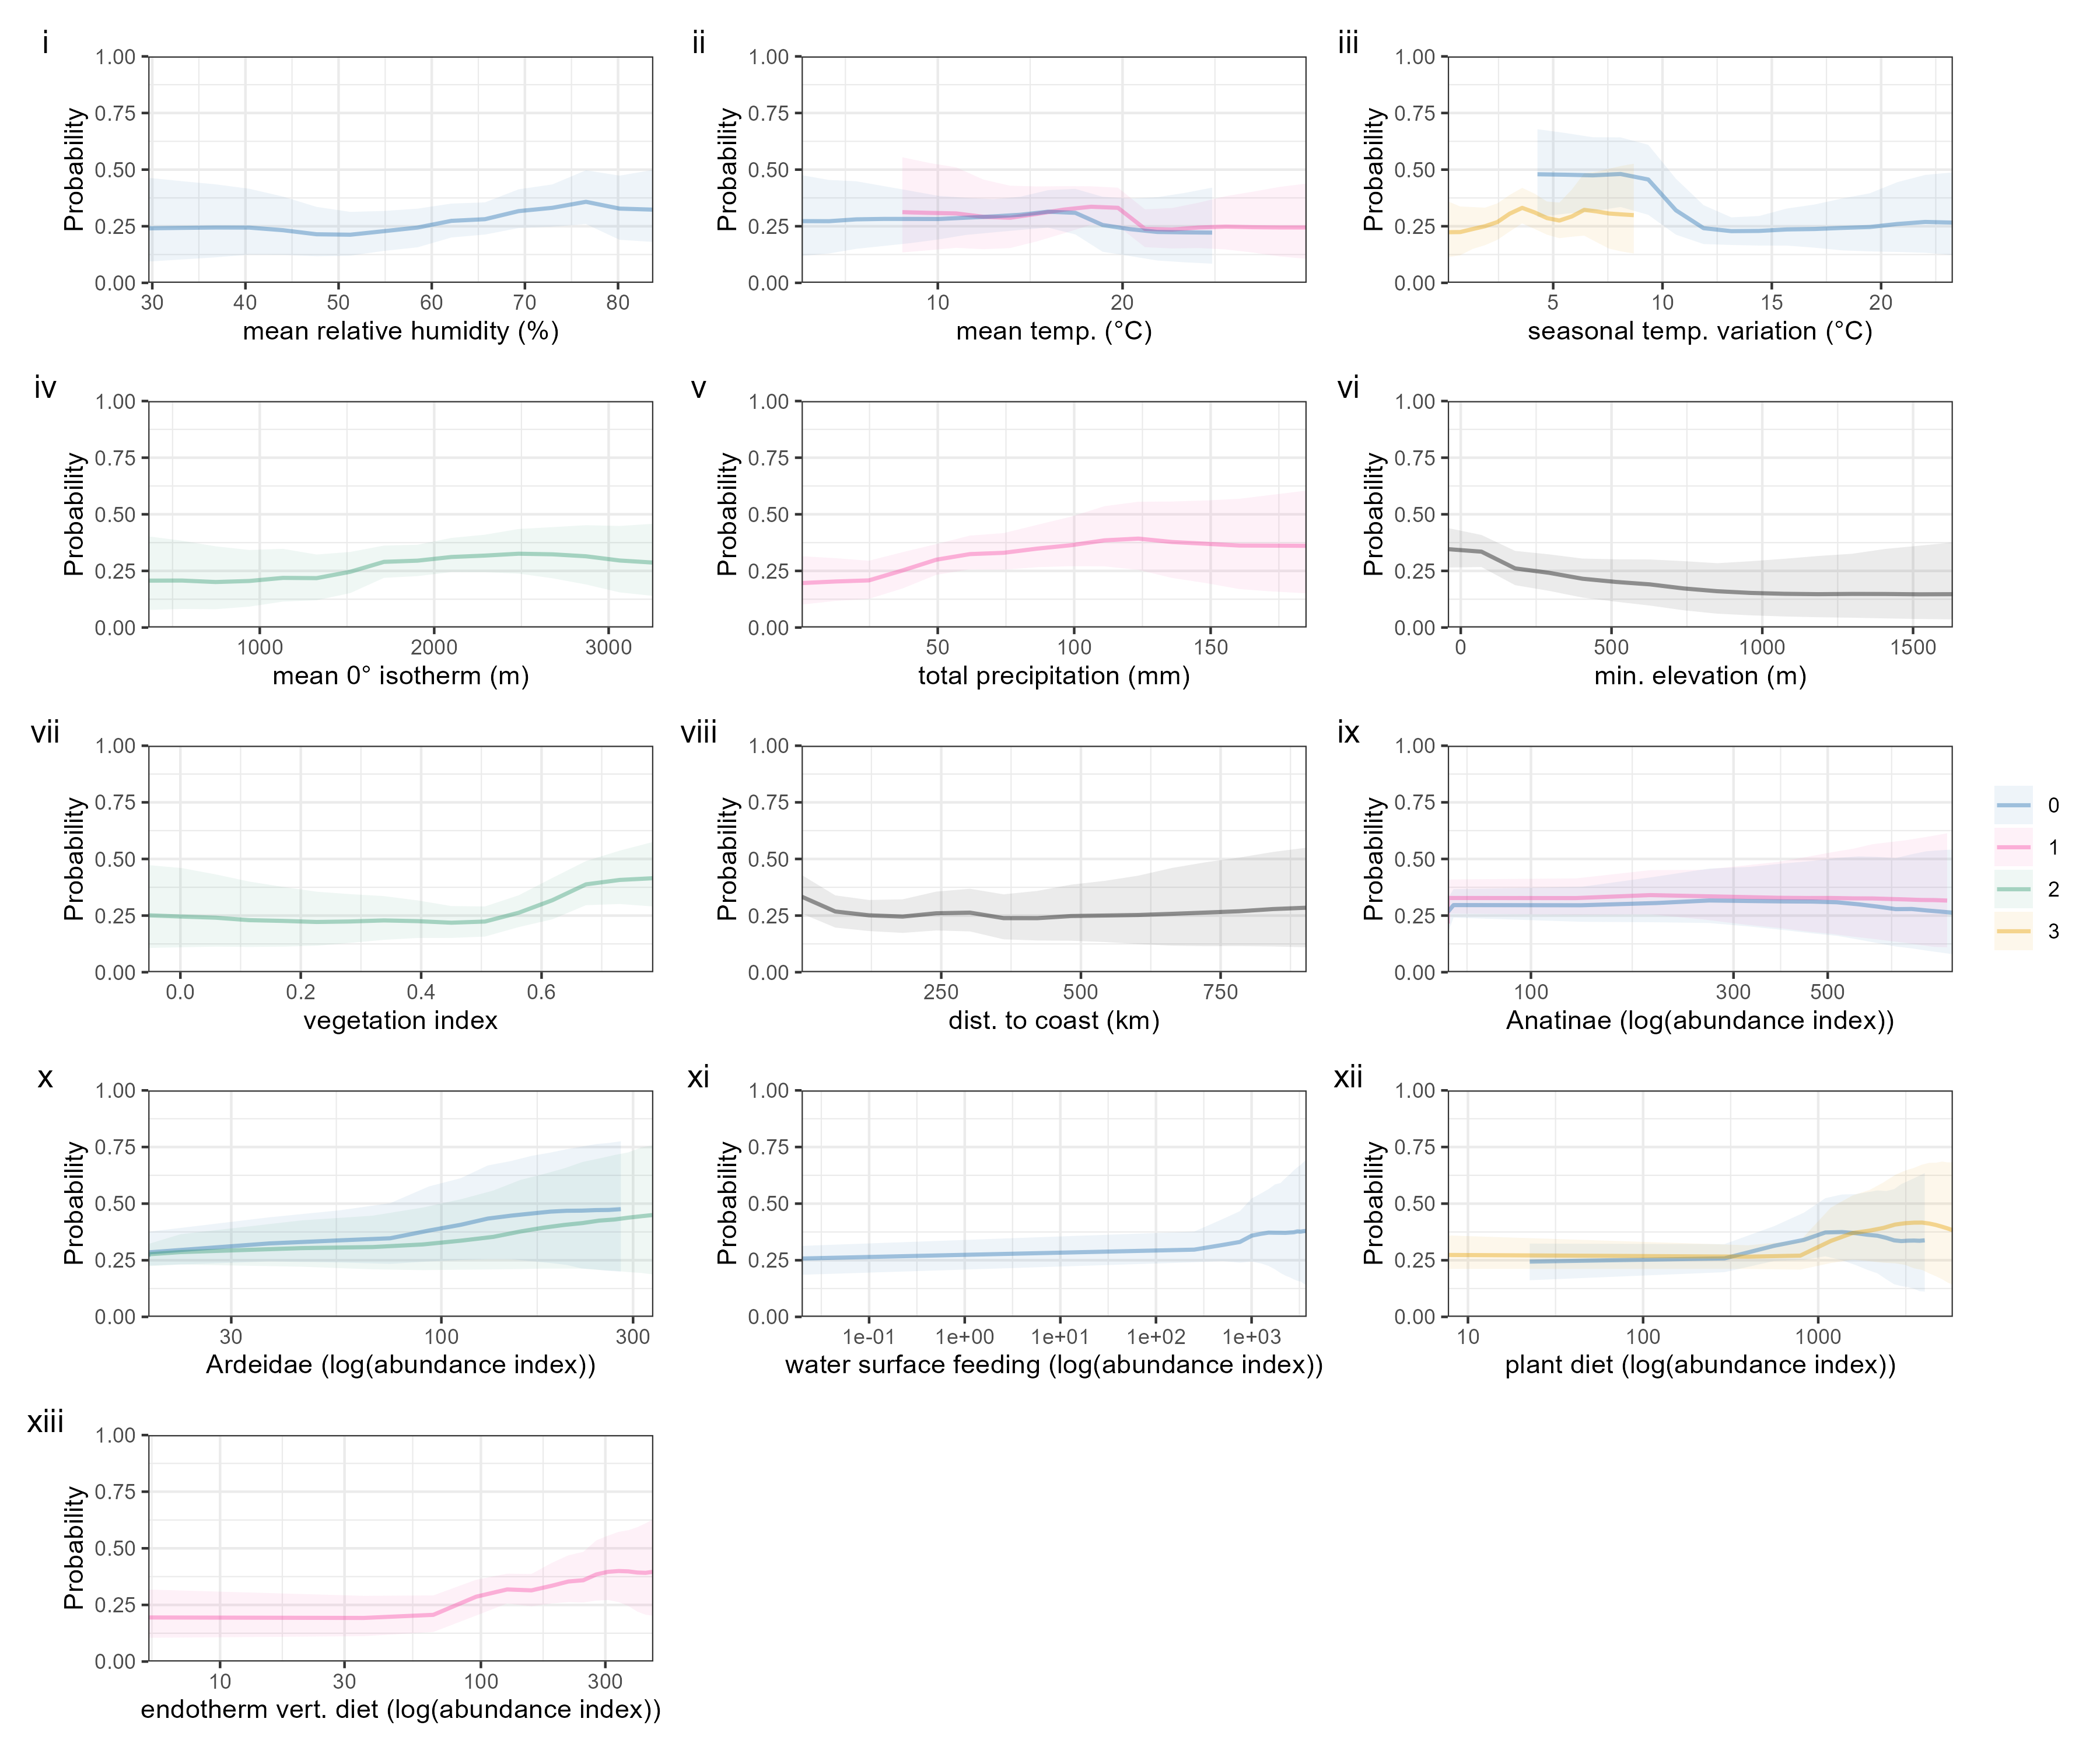 i ii iii
1.00 1.00 1.00
0.75 0.75 0.75
0.50 0.50 0.50
0.25 0.25 0.25
0.00 0.00 0.00
Probability Probability Probability
30 40 50 60 70 80 10 20 5 10 15 20
mean relative humidity (%) mean temp. (°C) seasonal temp. variation (°C)
iv v vi
1.00 1.00 1.00
0.75 0.75 0.75
0.50 0.50 0.50
0.25 0.25 0.25
0.00 0.00 0.00
Probability Probability Probability
1000 2000 3000 50 100 150 0 500 1000 1500
mean 0° isotherm (m) total precipitation (mm) min. elevation (m)
vii viii ix
1.00 1.00 1.00
0.75 0.75 0.75
0.50 0.50 0.50
0.25 0.25 0.25
0.00 0.00 0.00
Probability Probability Probability
0.0 0.2 0.4 0.6 250 500 750 100 300 500
vegetation index dist. to coast (km) Anatinae (log(abundance index))
0
1
2
3
x xi xii
1.00 1.00 1.00
0.75 0.75 0.75
0.50 0.50 0.50
0.25 0.25 0.25
0.00 0.00 0.00
Probability Probability Probability
30 100 300 1e-01 1e+00 1e+01 1e+02 1e+03 10 100 1000
Ardeidae (log(abundance index)) water surface feeding (log(abundance index)) plant diet (log(abundance index))
xiii
1.00
0.75
0.50
0.25
0.00
Probability
10 30 100 300
endotherm vert. diet (log(abundance index))